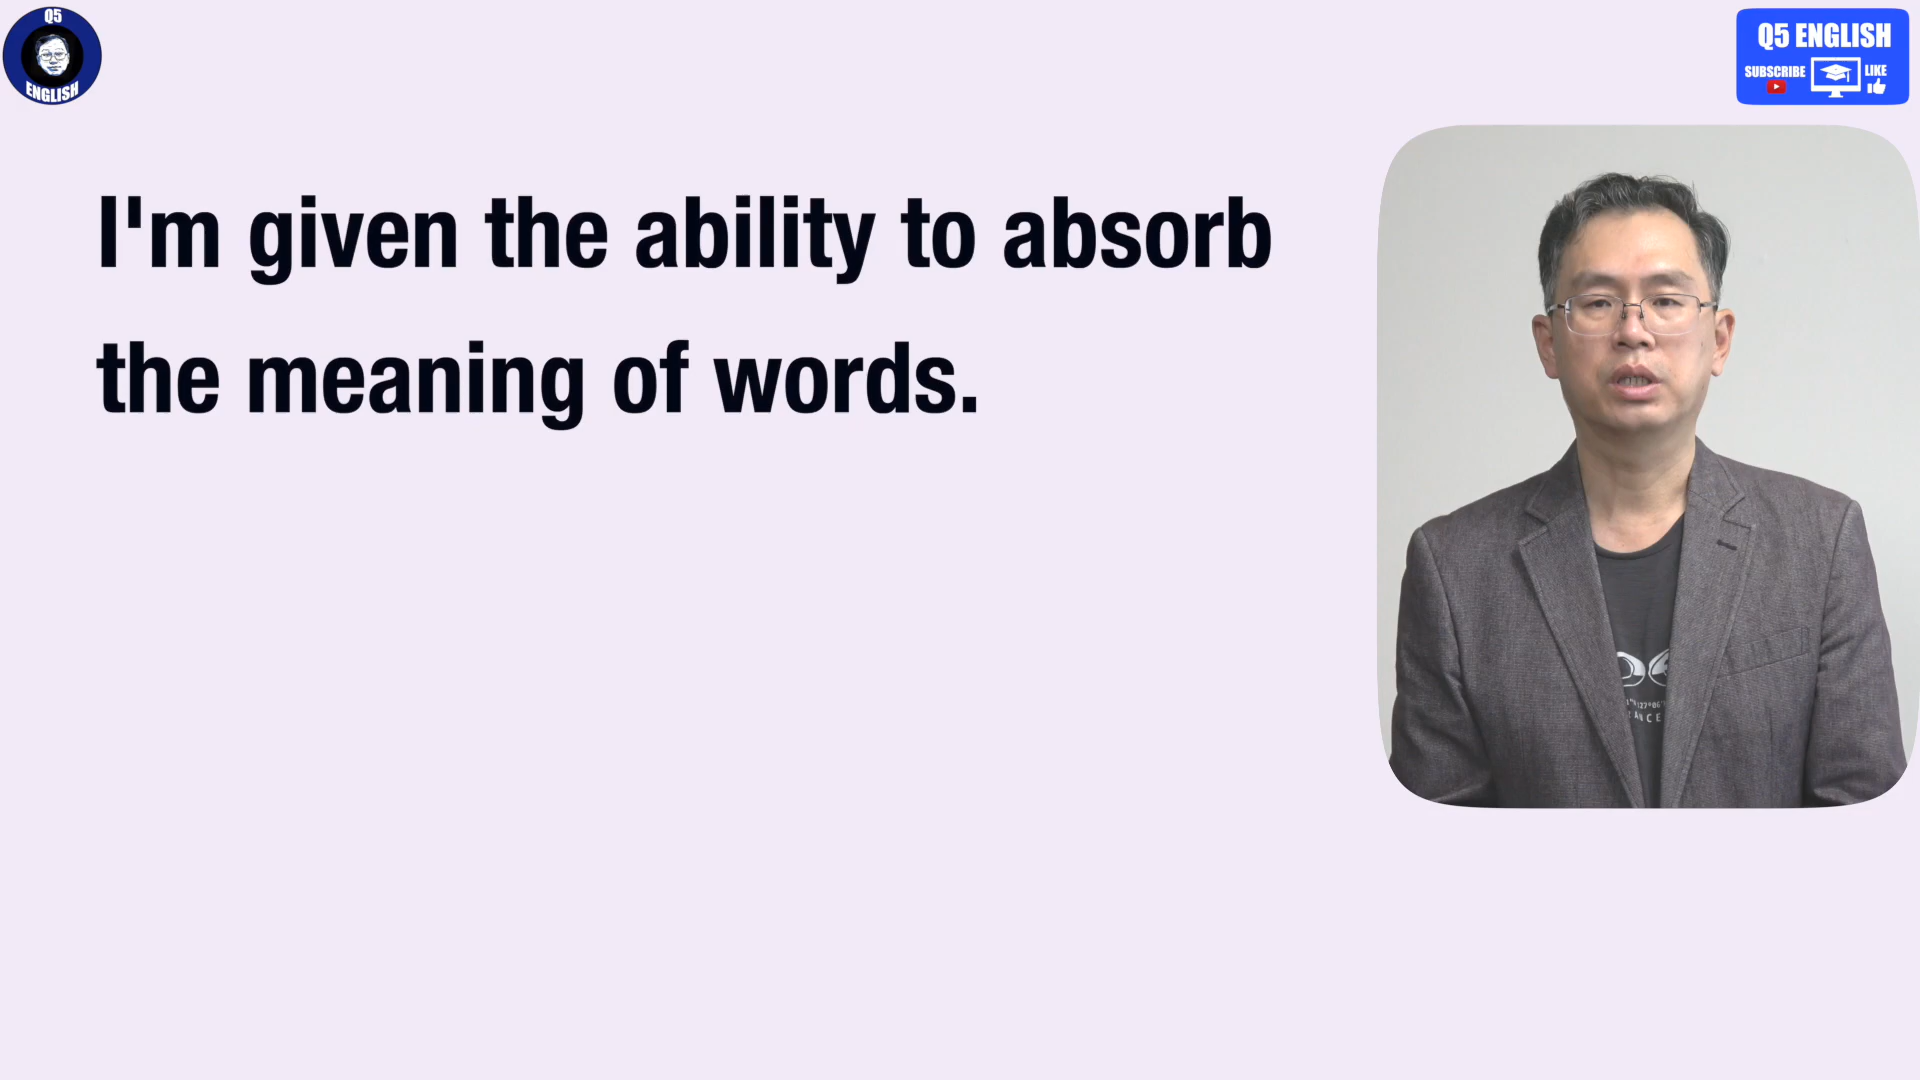 Q5
ENGLISH
Q5 ENGLISH
SUBSCRIBE
LIKE
I'm given the ability to absorb
the meaning of words.